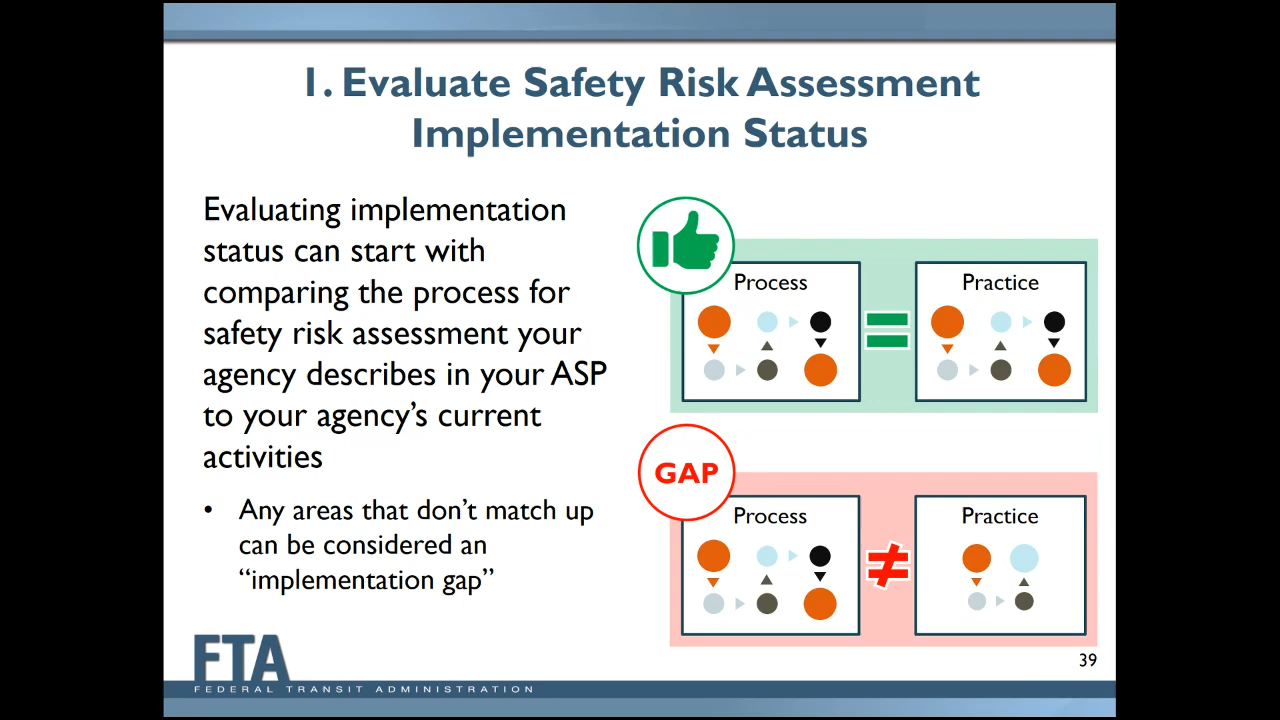 1. Evaluate Safety Risk Assessment
Implementation Status
Evaluating implementation
status can start with
comparing the process for
safety risk assessment your
agency describes in your ASP
to your agency’s current
activities
• Any areas that don’t match up
can be considered an
“implementation gap”
Process
Practice
=
GAP
Process
Practice
≠
FTA
FEDERAL TRANSIT ADMINISTRATION
39